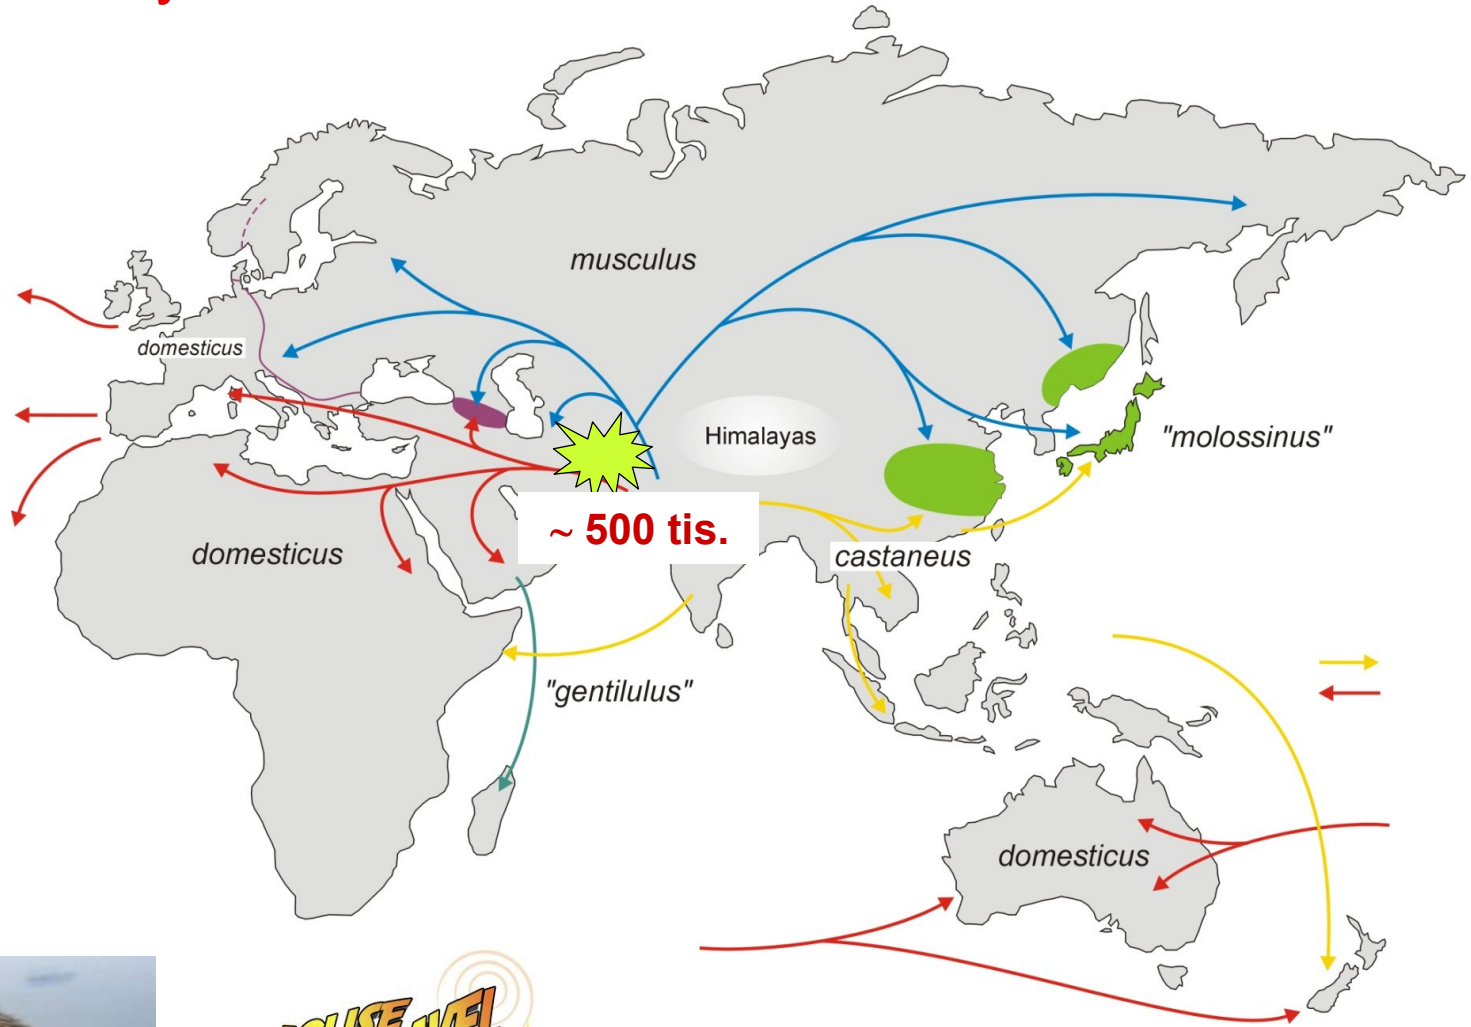 musculus
domesticus
Himalayas
"molossinus"
~ 500 tis.
domesticus
castaneus
"gentilulus"
domesticus